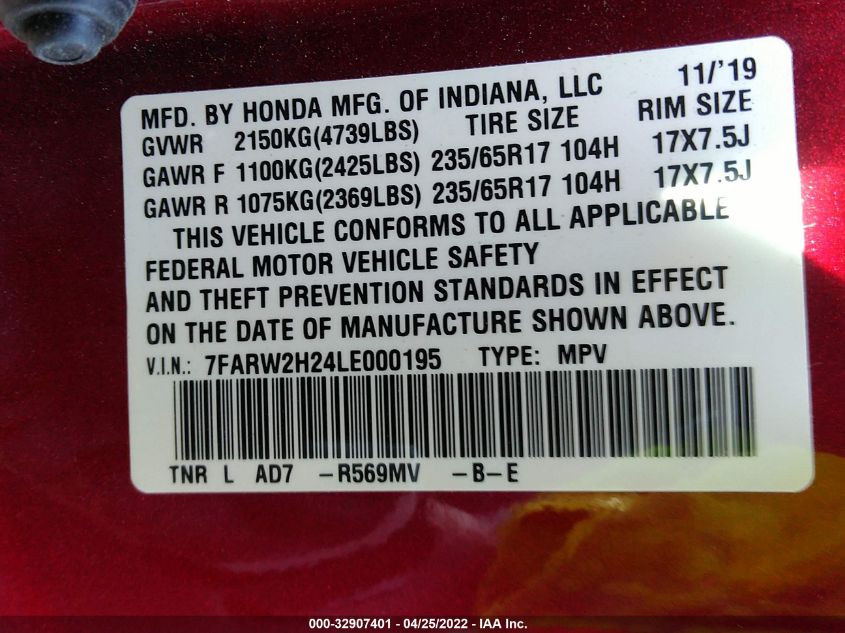 MFD. BY HONDA MFG. OF INDIANA, LLC 11/'19
GVWR 2150KG(4739LBS) TIRE SIZE RIM SIZE
GAWR F 1100KG(2425LBS) 235/65R17 104H 17X7.5J
GAWR R 1075KG(2369LBS) 235/65R17 104H 17X7.5J
THIS VEHICLE CONFORMS TO ALL APPLICABLE
FEDERAL MOTOR VEHICLE SAFETY
AND THEFT PREVENTION STANDARDS IN EFFECT
ON THE DATE OF MANUFACTURE SHOWN ABOVE.
V.I.N.: 7FARW2H24LE000195 TYPE: MPV
TNR L AD7 -R569MV -B-E
000-32907401 - 04/25/2022 - IAA Inc.